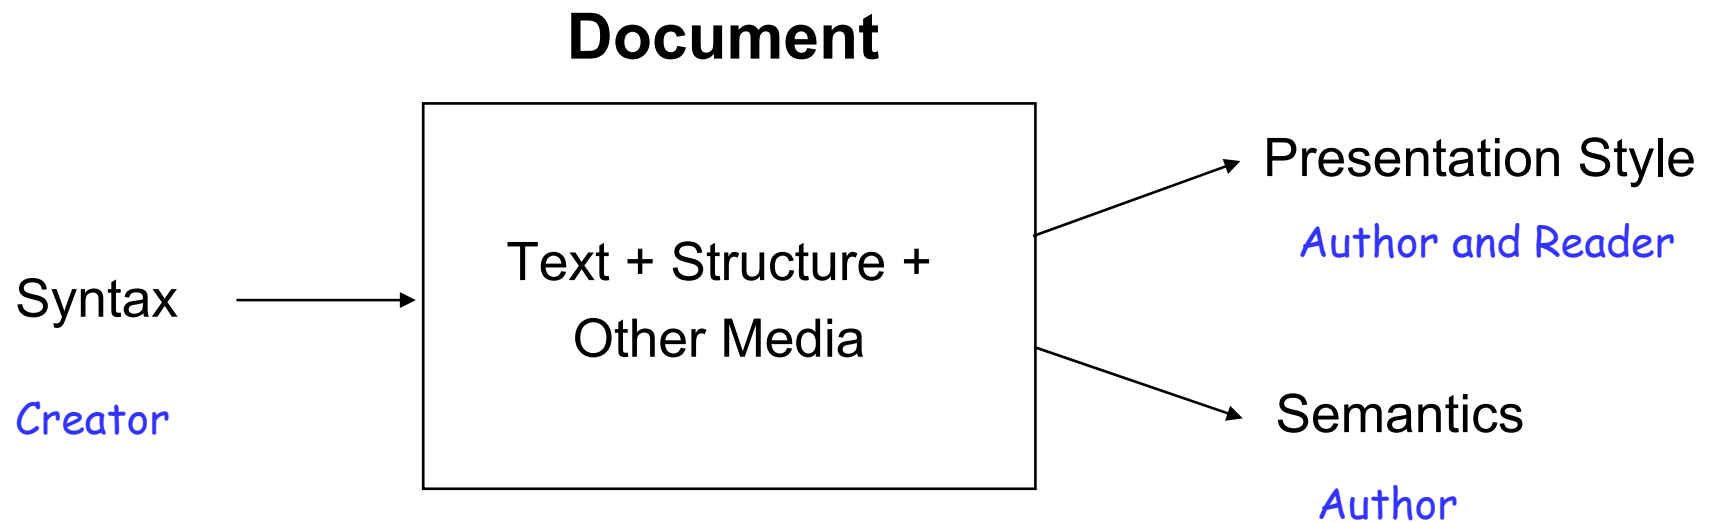 Document
Syntax
Creator
Text + Structure +
Other Media
Presentation Style
Author and Reader
Semantics
Author